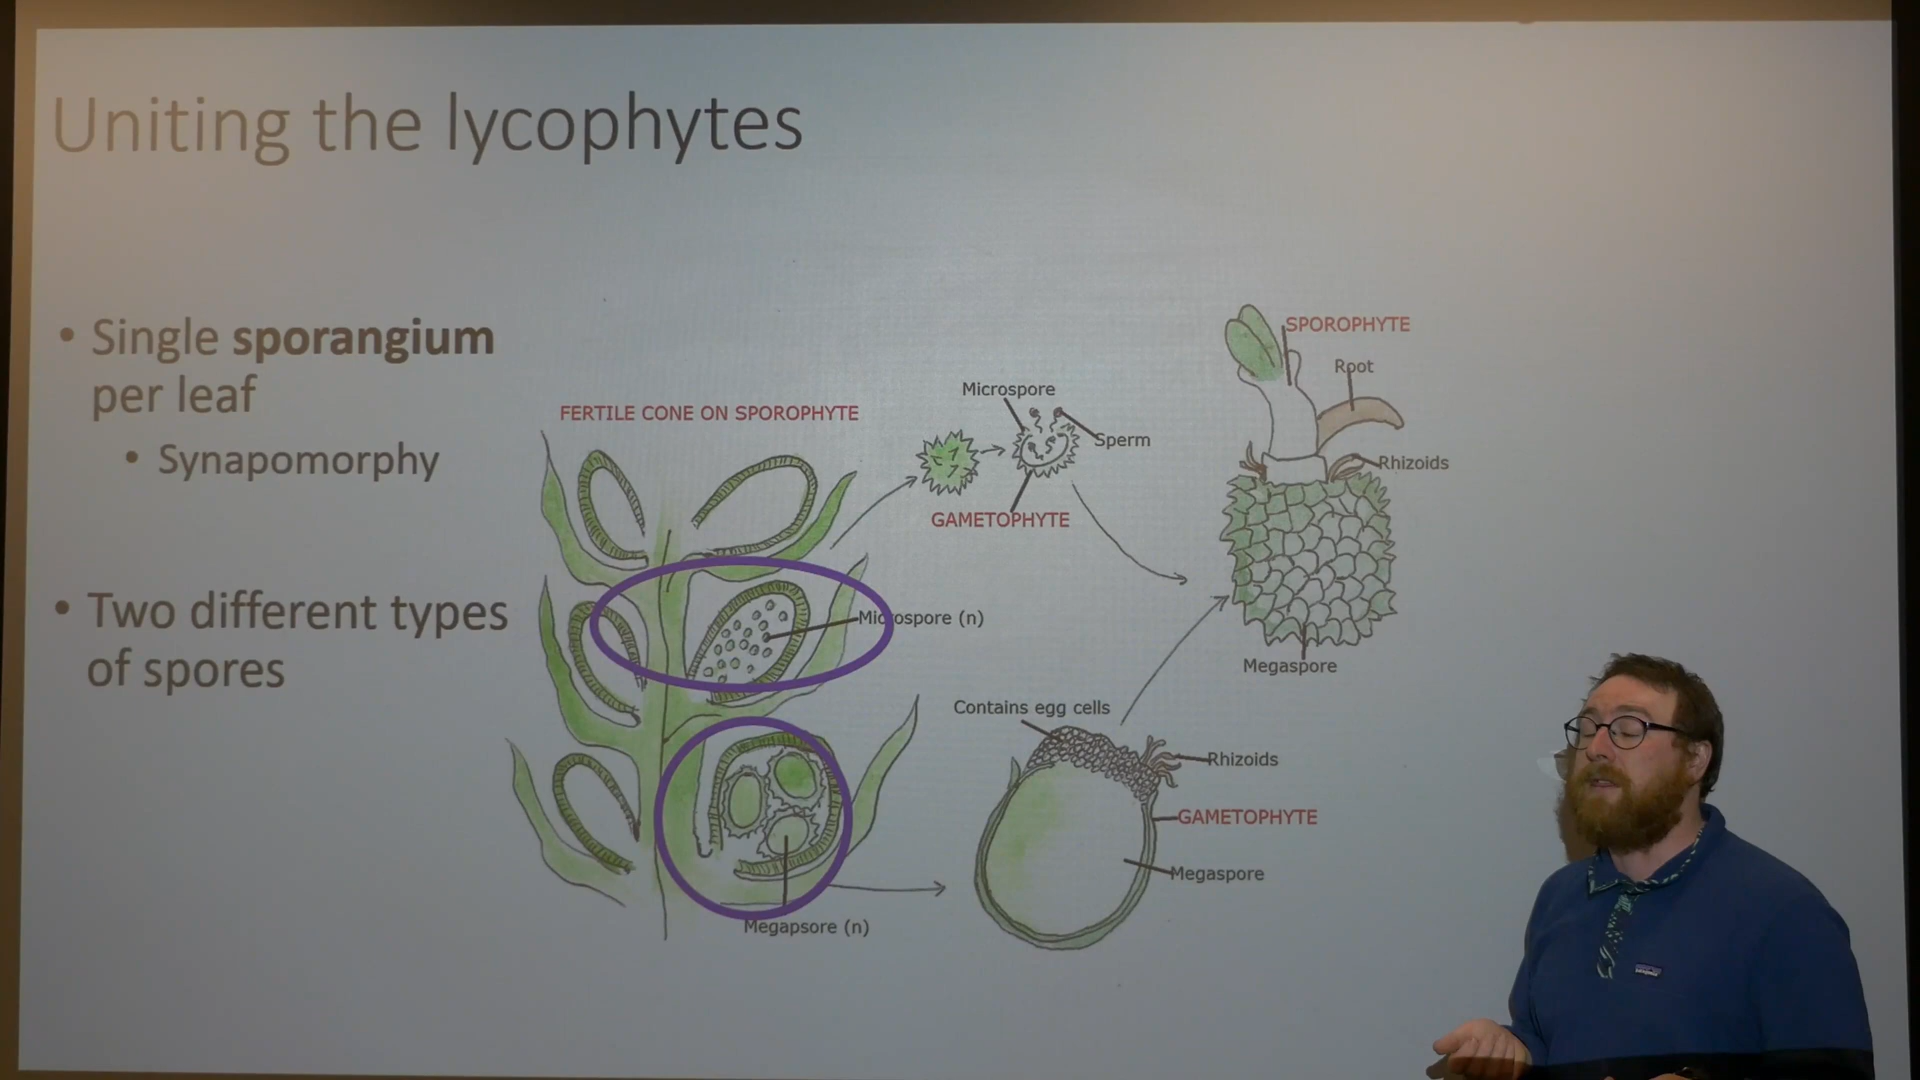 Uniting the lycophytes
• Single sporangium
per leaf
• Synapomorphy
• Two different types
of spores
FERTILE CONE ON SPOROPHYTE
Microspore
Sperm
GAMETOPHYTE
SPOROPHYTE
Root
Rhizoids
Megaspore
Microspore (n)
Contains egg cells
Rhizoids
GAMETOPHYTE
Megaspore
Megapsore (n)
patagonia